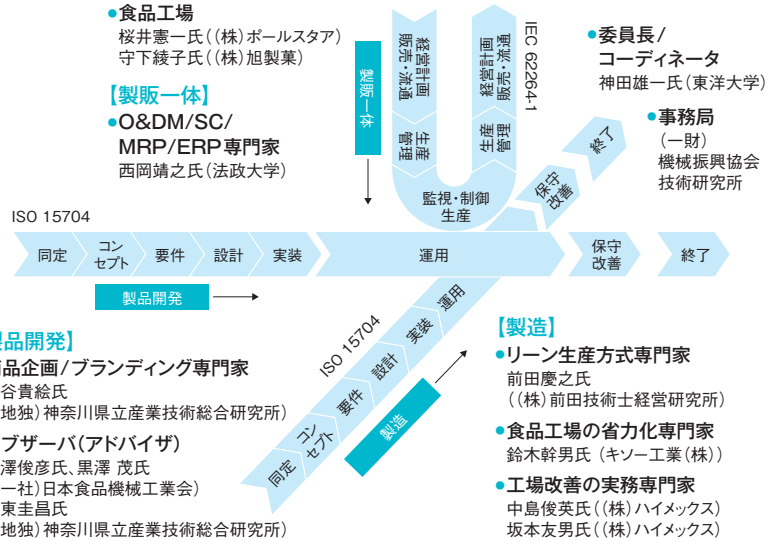 ●食品工場
桜井憲一氏((株)ポールスタア)
守下綾子氏((株)旭製菓)
【製販一体】
●O&DM/SC/
MRP/ERP専門家
西岡靖之氏(法政大学)
製販一体
経営計画
販売・流通
生産
管理
監視・制御
生産
生産
管理
経営計画
販売・流通
IEC 62264-1
●委員長/
コーディネータ
神田雄一氏(東洋大学)
●事務局
(一財)
機械振興協会
技術研究所
保守
改善
終了
ISO 15704
同定
コン
セプト
要件
設計
実装
運用
保守
改善
終了
製品開発
ISO 15704
同定
コン
セプト
要件
設計
実装
運用
製造
品開発】
品企画/ブランディング専門家
谷貴絵氏
地独)神奈川県立産業技術総合研究所)
ブザーバ(アドバイザ)
澤俊彦氏、黒澤 茂氏
一社)日本食品機械工業会)
東圭昌氏
地独)神奈川県立産業技術総合研究所)
【製造】
●リーン生産方式専門家
前田慶之氏
((株)前田技術士経営研究所)
●食品工場の省力化専門家
鈴木幹男氏 (キソー工業(株))
●工場改善の実務専門家
中島俊英氏((株)ハイメックス)
坂本友男氏((株)ハイメックス)